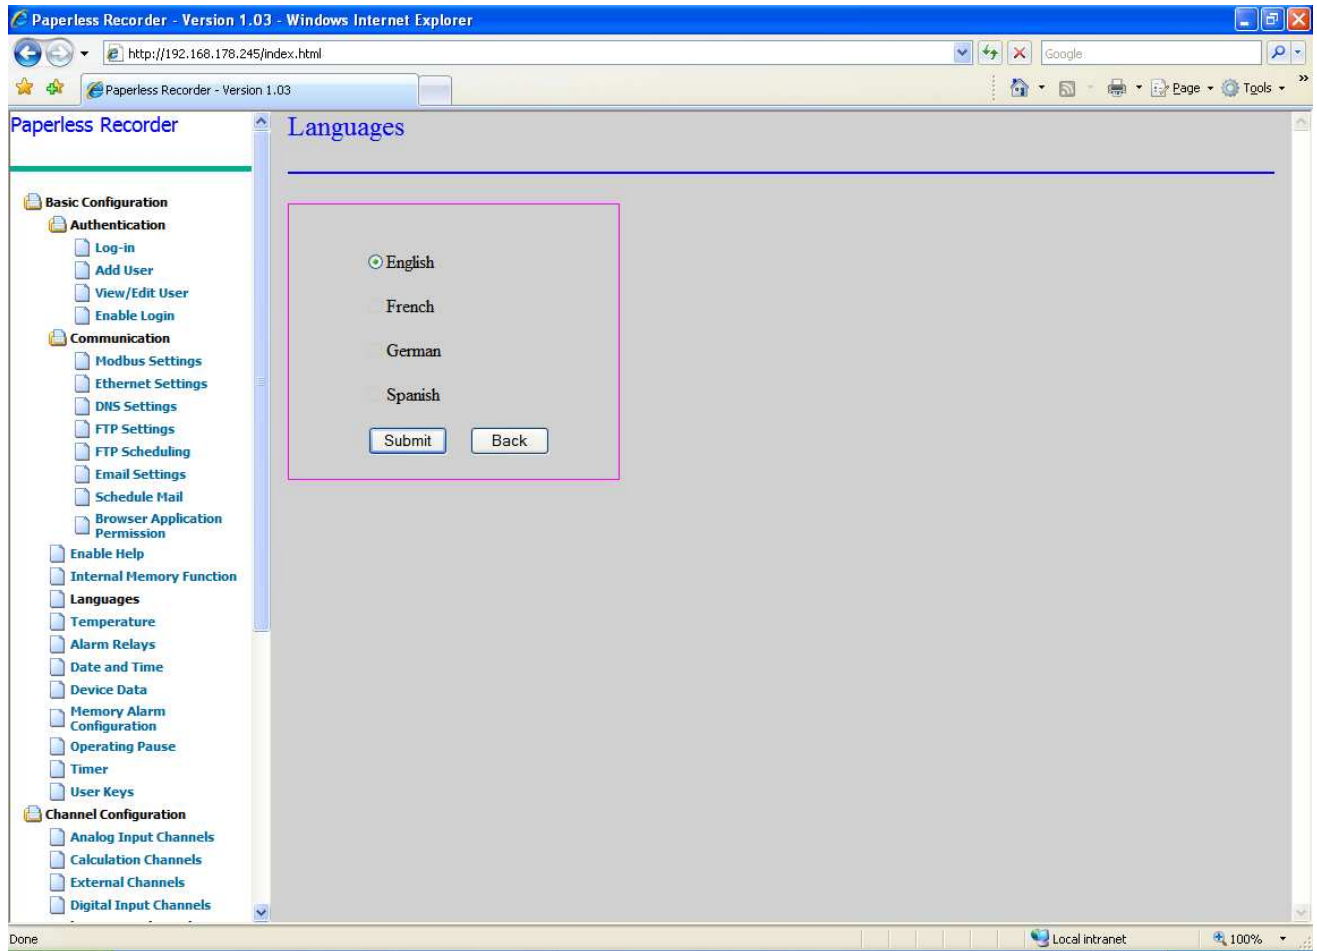 Paperless Recorder - Version 1.03 - Windows Internet Explorer
http://192.168.178.245/index.html
Google
Paperless Recorder - Version 1.03
Page
Tools
»
Paperless Recorder
Basic Configuration
Authentication
Log-in
Add User
View/Edit User
Enable Login
Communication
Modbus Settings
Ethernet Settings
DNS Settings
FTP Settings
FTP Scheduling
Email Settings
Schedule Mail
Browser Application
Permission
Enable Help
Internal Memory Function
Languages
Temperature
Alarm Relays
Date and Time
Device Data
Memory Alarm
Configuration
Operating Pause
Timer
User Keys
Channel Configuration
Analog Input Channels
Calculation Channels
External Channels
Digital Input Channels
Languages
English
French
German
Spanish
Submit Back
Done
Local intranet
100%